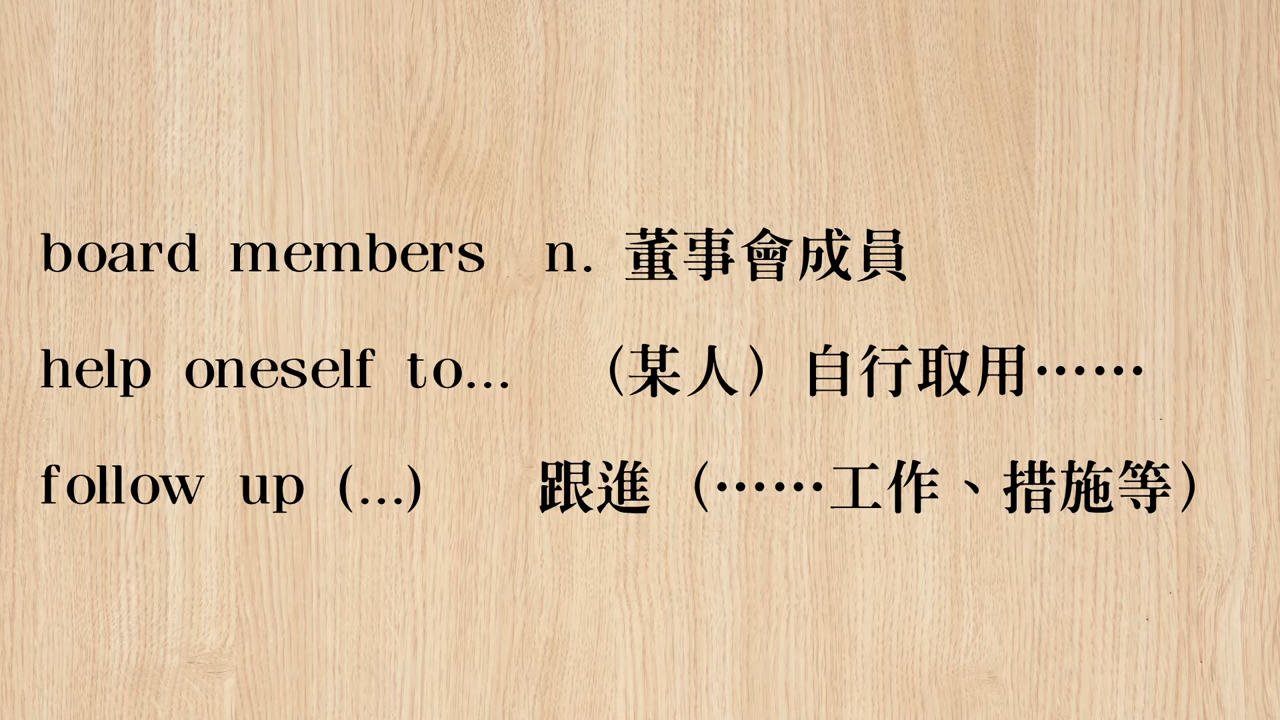 board members n. 董事會成員
help oneself to... （某人）自行取用……
follow up (...) 跟進（……工作、措施等）